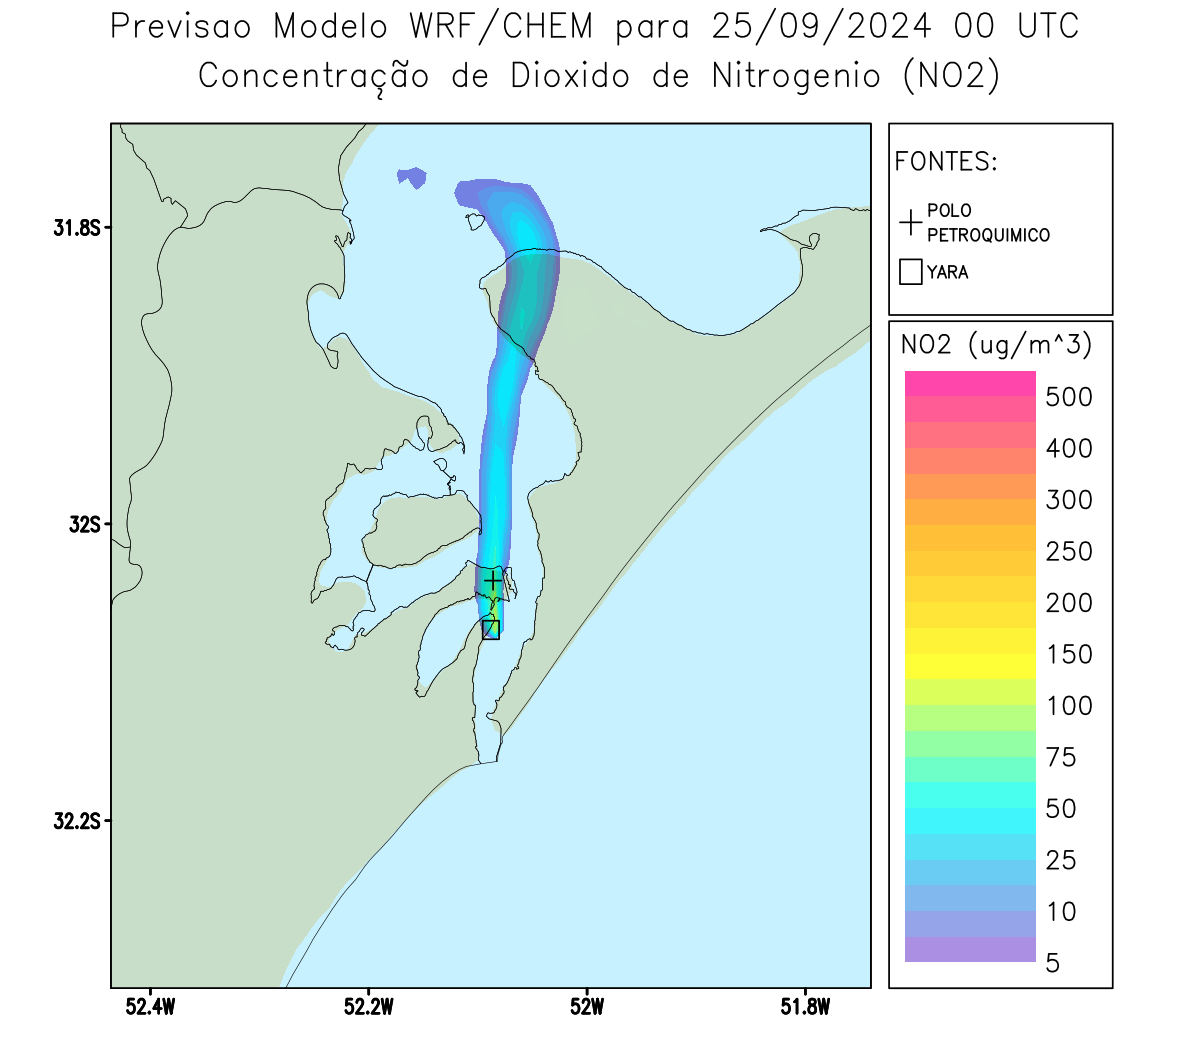 Previsao Modelo WRF/CHEM para 25/09/2024 00 UTC
Concentração de Dioxido de Nitrogenio (NO2)
FONTES:
POLO
PETROQUIMICO
YARA
NO2 (ug/m^3)
500
400
300
250
200
150
100
75
50
25
10
5
31.8S
32S
32.2S
52.4W
52.2W
52W
51.8W